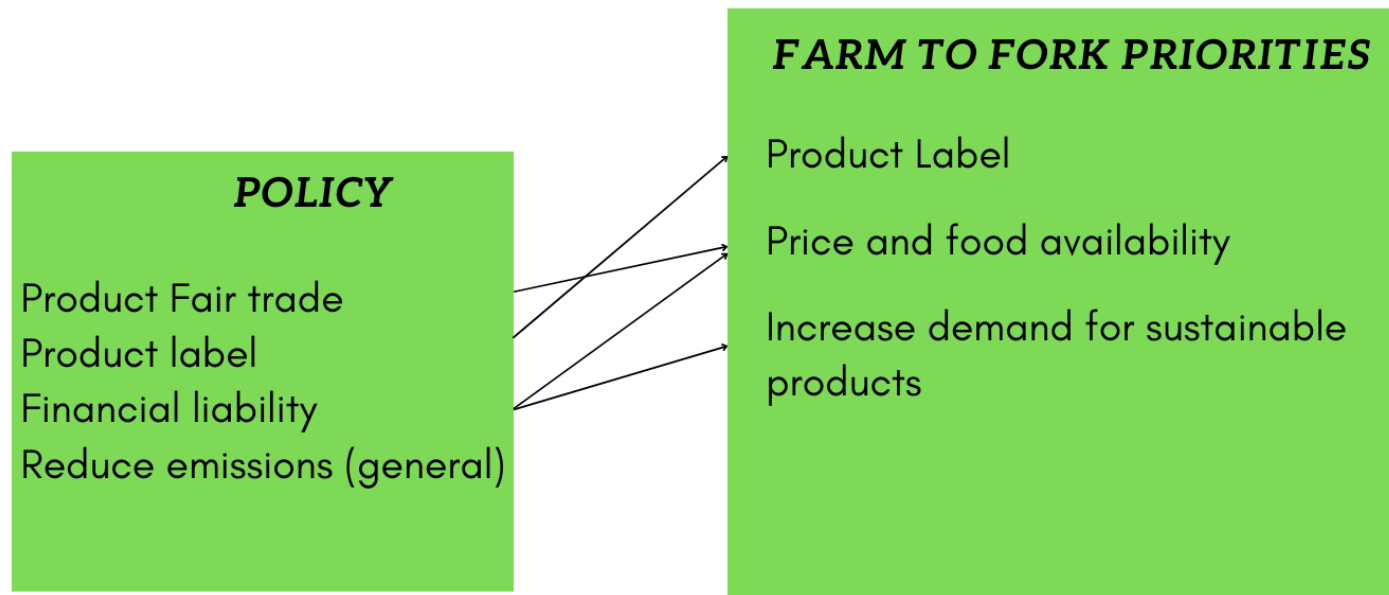 POLICY
Product Fair trade
Product label
Financial liability
Reduce emissions (general)
FARM TO FORK PRIORITIES
Product Label
Price and food availability
Increase demand for sustainable
products